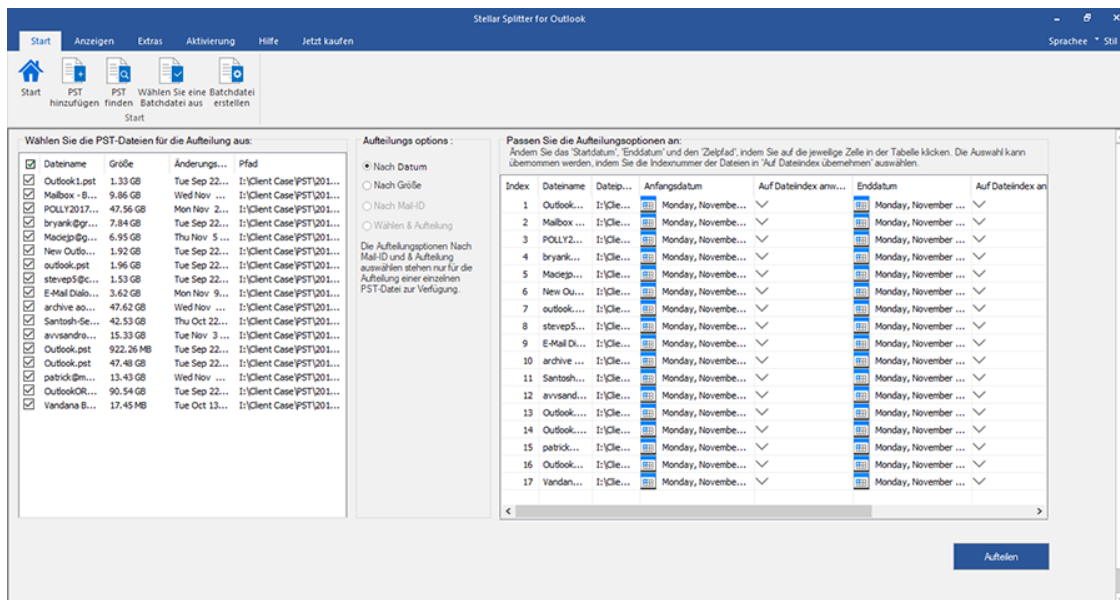 Stellar Splitter for Outlook
Start Anzeigen Extras Aktivierung Hilfe Jetzt kaufen Sprachee Stil
Start PST hinzufügen PST finden Wählen Sie eine Batchdatei aus Batchdatei erstellen
Start
Wählen Sie die PST-Dateien für die Aufteilung aus:
Dateiname Größe Änderungs... Pfad
Outlook1.pst 1.33 GB Tue Sep 22... I:\Client Case\PST\201...
Mailbox - B... 9.86 GB Wed Nov ... I:\Client Case\PST\201...
POLLY2017... 47.56 GB Mon Nov 2... I:\Client Case\PST\201...
bryank@gr... 7.84 GB Tue Sep 22... I:\Client Case\PST\201...
Maciejp@g... 6.95 GB Thu Nov 5 ... I:\Client Case\PST\201...
New Outlo... 1.92 GB Tue Sep 22... I:\Client Case\PST\201...
outlook.pst 1.96 GB Tue Sep 22... I:\Client Case\PST\201...
stevep5@c... 1.53 GB Tue Sep 22... I:\Client Case\PST\201...
E-Mail Dialo... 3.62 GB Mon Nov 9... I:\Client Case\PST\201...
archive ao... 47.62 GB Wed Nov ... I:\Client Case\PST\201...
Santosh-Se... 42.53 GB Thu Oct 22... I:\Client Case\PST\201...
avvsandro... 15.33 GB Tue Nov 3 ... I:\Client Case\PST\201...
Outlook.pst 922.26 MB Tue Sep 22... I:\Client Case\PST\201...
Outlook.pst 47.48 GB Tue Sep 22... I:\Client Case\PST\201...
patrick@m... 13.43 GB Wed Nov ... I:\Client Case\PST\201...
OutlookOR... 90.54 GB Tue Sep 22... I:\Client Case\PST\201...
Vandana B... 17.45 MB Tue Oct 13... I:\Client Case\PST\201...
Aufteilungs options :
Nach Datum
Nach Größe
Nach Mail-ID
Wählen & Aufteilung
Die Aufteilungsoptionen Nach
Mail-ID und & Aufteilung
auswählen stehen nur für die
Aufteilung einer einzelnen
PST-Datei zur Verfügung.
Passen Sie die Aufteilungsoptionen an:
Ändern Sie das 'Startdatum', 'Enddatum' und den 'Zielpfad', indem Sie auf die jeweilige Zelle in der Tabelle klicken. Die Auswahl kann
übernommen werden, indem Sie die Indexnummer der Dateien in 'Auf Dateiindex übernehmen' auswählen.
Index Dateiname Dateip... Anfangsdatum Auf Dateiindex anw... Enddatum Auf Dateiindex an
1 Outlook... I:\Clie... Monday, Novembe... Monday, November ...
2 Mailbox ... I:\Clie... Monday, Novembe... Monday, November ...
3 POLLY2... I:\Clie... Monday, Novembe... Monday, November ...
4 bryank... I:\Clie... Monday, Novembe... Monday, November ...
5 Maciejp... I:\Clie... Monday, Novembe... Monday, November ...
6 New Ou... I:\Clie... Monday, Novembe... Monday, November ...
7 outlook.... I:\Clie... Monday, Novembe... Monday, November ...
8 stevep5... I:\Clie... Monday, Novembe... Monday, November ...
9 E-Mail Di... I:\Clie... Monday, Novembe... Monday, November ...
10 archive ... I:\Clie... Monday, Novembe... Monday, November ...
11 Santosh... I:\Clie... Monday, Novembe... Monday, November ...
12 avvsand... I:\Clie... Monday, Novembe... Monday, November ...
13 Outlook.... I:\Clie... Monday, Novembe... Monday, November ...
14 Outlook.... I:\Clie... Monday, Novembe... Monday, November ...
15 patrick... I:\Clie... Monday, Novembe... Monday, November ...
16 Outlook... I:\Clie... Monday, Novembe... Monday, November ...
17 Vandan... I:\Clie... Monday, Novembe... Monday, November ...
Aufteilen